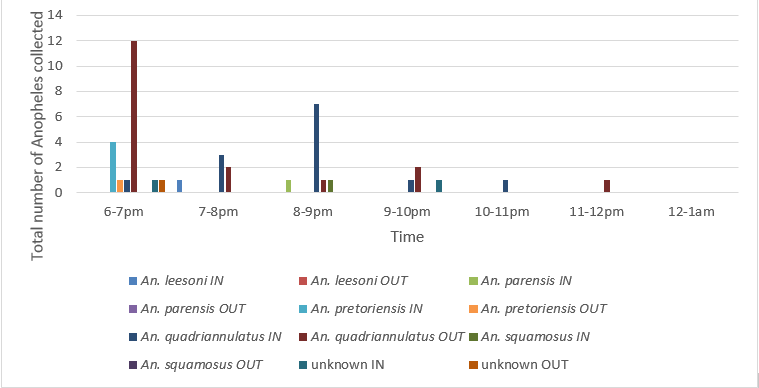 Total number of Anopheles collected
14
12
10
8
6
4
2
0
6-7pm 7-8pm 8-9pm 9-10pm 10-11pm 11-12pm 12-1am
Time
An. leesoni IN An. leesoni OUT An. parensis IN
An. parensis OUT An. pretoriensis IN An. pretoriensis OUT
An. quadriannulatus IN An. quadriannulatus OUT An. squamosus IN
An. squamosus OUT unknown IN unknown OUT